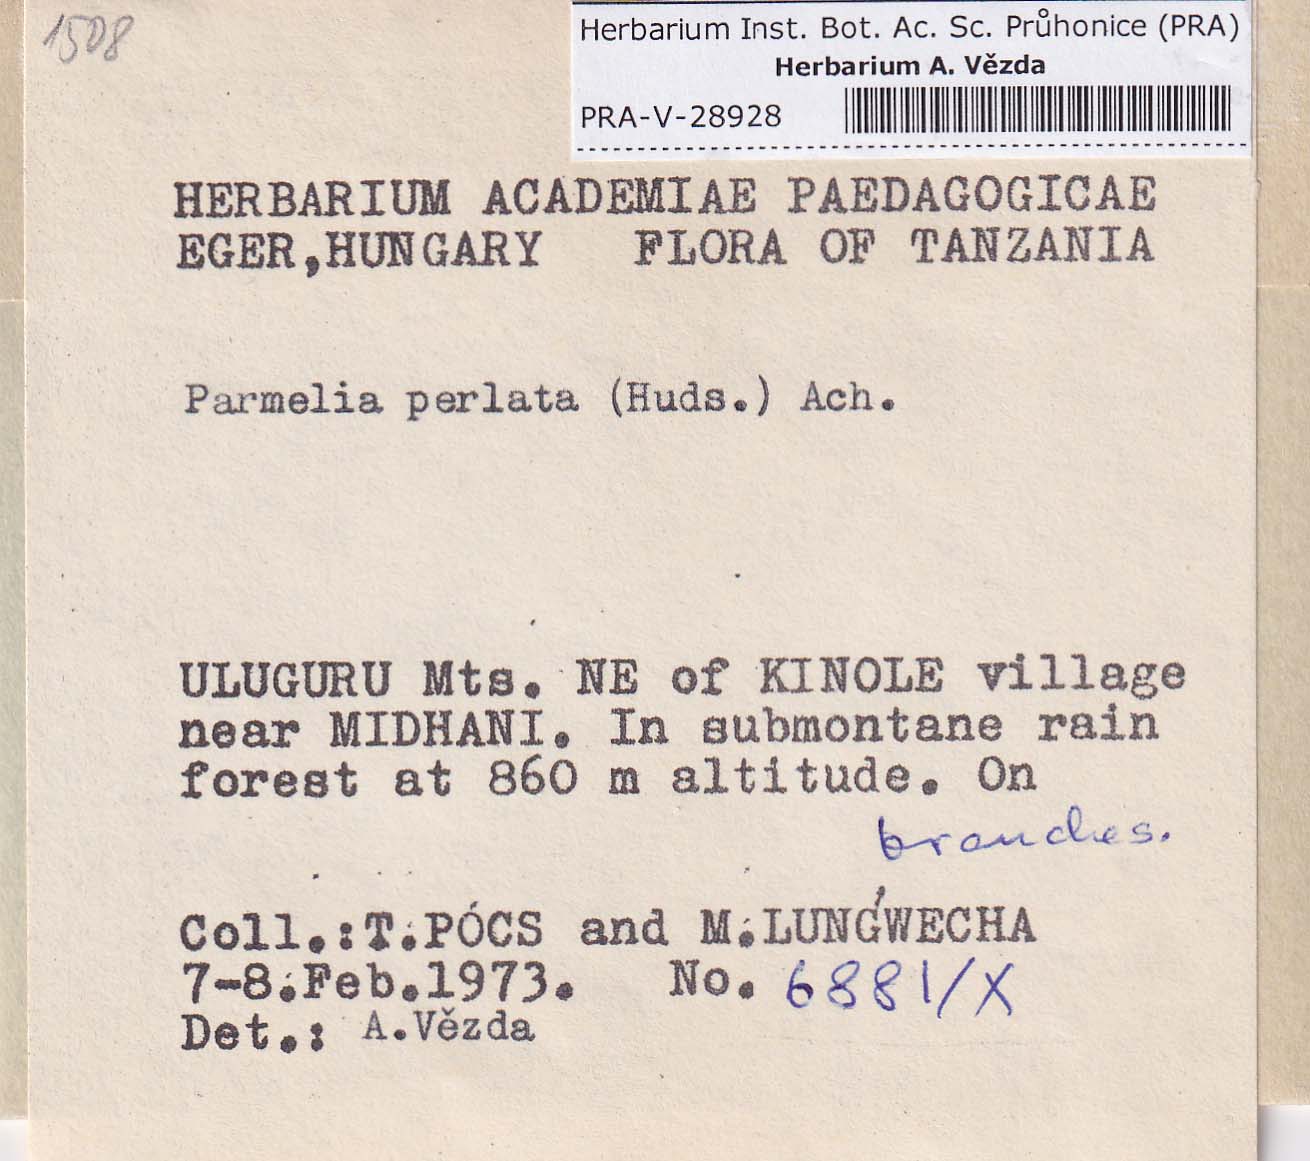 1508
Herbarium Inst. Bot. Ac. Sc. Průhonice (PRA)
Herbarium A. Vězda
PRA-V-28928
HERBARIUM ACADEMIAE PAEDAGOGICAE
EGER,HUNGARY FLORA OF TANZANIA
Parmelia perlata (Huds.) Ach.
ULUGURU Mts. NE of KINOLE village
near MIDHANI. In submontane rain
forest at 860 m altitude. On
branches.
Coll.:T.PÓCS and M.LUNG'WECHA
7-8.Feb.1973. No. 6881/X
Det.: A.Vězda